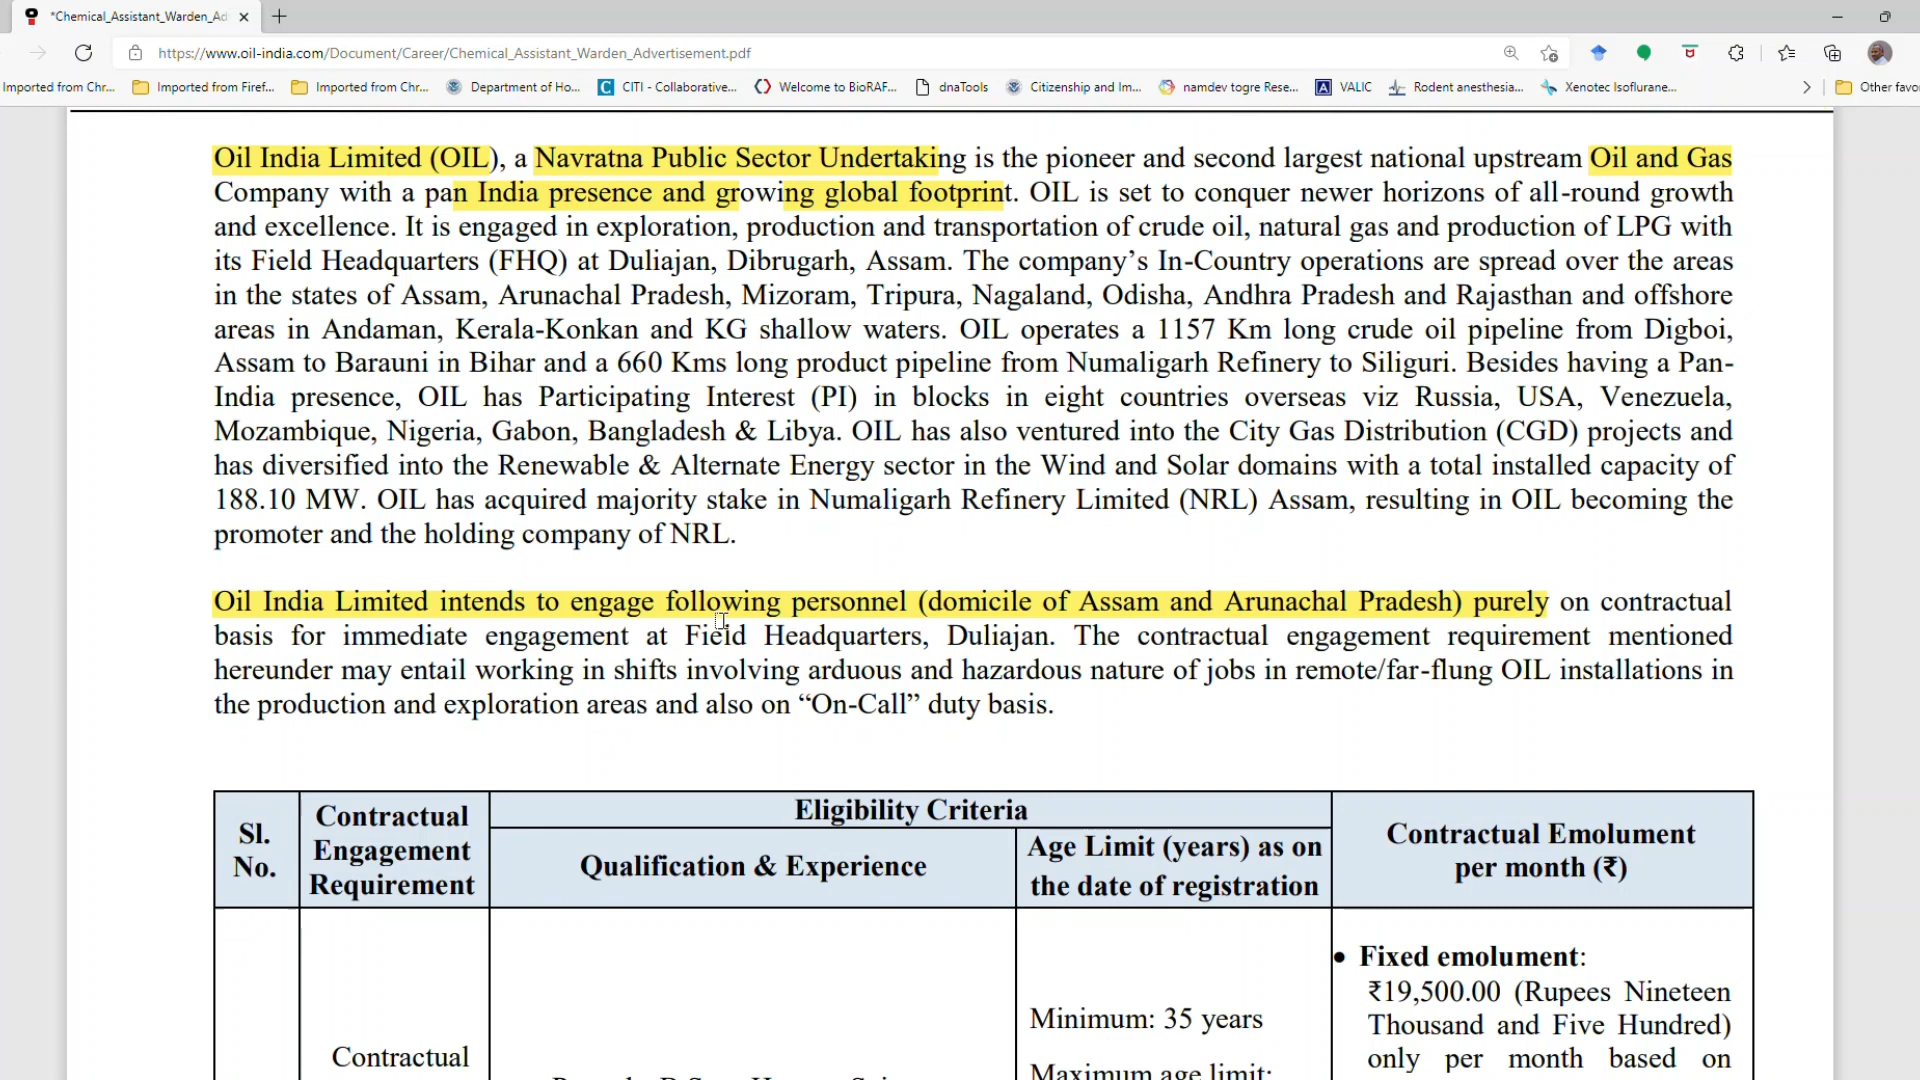 *Chemical_Assistant_Warden_Ad
https://www.oil-india.com/Document/Career/Chemical_Assistant_Warden_Advertisement.pdf
Imported from Chr... Imported from Firef... Imported from Chr... Department of Ho... CITI - Collaborative... Welcome to BioRAF... dnaTools Citizenship and Im... namdev togre Rese... VALIC Rodent anesthesia... Xenotec Isoflurane... Other favo
Oil India Limited (OIL), a Navratna Public Sector Undertaking is the pioneer and second largest national upstream Oil and Gas
Company with a pan India presence and growing global footprint. OIL is set to conquer newer horizons of all-round growth
and excellence. It is engaged in exploration, production and transportation of crude oil, natural gas and production of LPG with
its Field Headquarters (FHQ) at Duliajan, Dibrugarh, Assam. The company’s In-Country operations are spread over the areas
in the states of Assam, Arunachal Pradesh, Mizoram, Tripura, Nagaland, Odisha, Andhra Pradesh and Rajasthan and offshore
areas in Andaman, Kerala-Konkan and KG shallow waters. OIL operates a 1157 Km long crude oil pipeline from Digboi,
Assam to Barauni in Bihar and a 660 Kms long product pipeline from Numaligarh Refinery to Siliguri. Besides having a Pan-
India presence, OIL has Participating Interest (PI) in blocks in eight countries overseas viz Russia, USA, Venezuela,
Mozambique, Nigeria, Gabon, Bangladesh & Libya. OIL has also ventured into the City Gas Distribution (CGD) projects and
has diversified into the Renewable & Alternate Energy sector in the Wind and Solar domains with a total installed capacity of
188.10 MW. OIL has acquired majority stake in Numaligarh Refinery Limited (NRL) Assam, resulting in OIL becoming the
promoter and the holding company of NRL.
Oil India Limited intends to engage following personnel (domicile of Assam and Arunachal Pradesh) purely on contractual
basis for immediate engagement at Field Headquarters, Duliajan. The contractual engagement requirement mentioned
hereunder may entail working in shifts involving arduous and hazardous nature of jobs in remote/far-flung OIL installations in
the production and exploration areas and also on “On-Call” duty basis.
Sl.
No.
Contractual
Engagement
Requirement
Eligibility Criteria
Qualification & Experience
Age Limit (years) as on
the date of registration
Contractual Emolument
per month (₹)
Contractual
Minimum: 35 years
Maximum age limit:
• Fixed emolument:
₹19,500.00 (Rupees Nineteen
Thousand and Five Hundred)
only per month based on